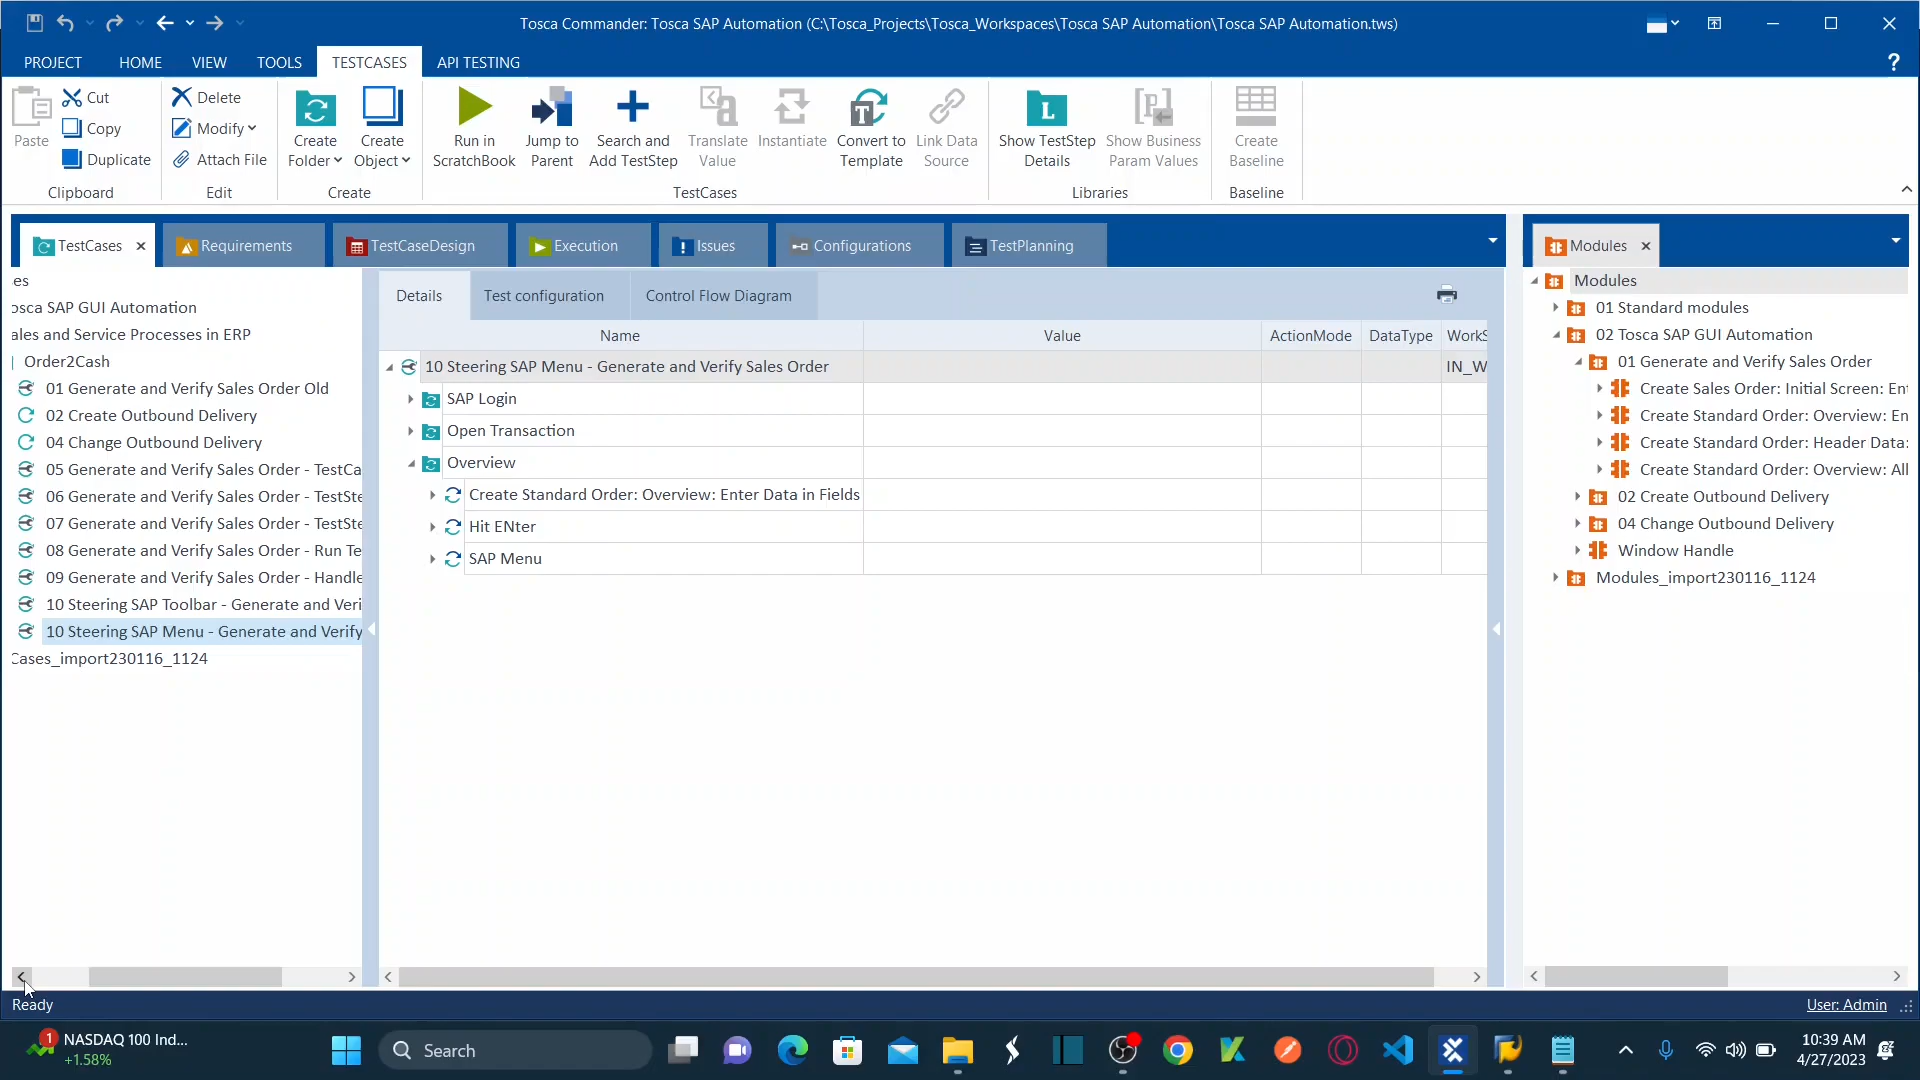 Tosca Commander: Tosca SAP Automation (C:\Tosca_Projects\Tosca_Workspaces\Tosca SAP Automation\Tosca SAP Automation.tws)
PROJECT HOME VIEW TOOLS TESTCASES API TESTING ?
Paste
Cut
Copy
Duplicate
Clipboard
Delete
Modify
Attach File
Edit
Create Folder
Create Object
Create
Run in ScratchBook
Jump to Parent
Search and Add TestStep
Translate Value
Instantiate
Convert to Template
Link Data Source
TestCases
Show TestStep Details
Show Business Param Values
Libraries
Create Baseline
Baseline
TestCases Requirements TestCaseDesign Execution Issues Configurations TestPlanning
es
osca SAP GUI Automation
ales and Service Processes in ERP
Order2Cash
01 Generate and Verify Sales Order Old
02 Create Outbound Delivery
04 Change Outbound Delivery
05 Generate and Verify Sales Order - TestCa
06 Generate and Verify Sales Order - TestSte
07 Generate and Verify Sales Order - TestSte
08 Generate and Verify Sales Order - Run Te
09 Generate and Verify Sales Order - Handle
10 Steering SAP Toolbar - Generate and Veri
10 Steering SAP Menu - Generate and Verify
Cases_import230116_1124
Details Test configuration Control Flow Diagram
Name Value ActionMode DataType WorkS
10 Steering SAP Menu - Generate and Verify Sales Order IN_W
SAP Login
Open Transaction
Overview
Create Standard Order: Overview: Enter Data in Fields
Hit ENter
SAP Menu
Modules
Modules
01 Standard modules
02 Tosca SAP GUI Automation
01 Generate and Verify Sales Order
Create Sales Order: Initial Screen: Ent
Create Standard Order: Overview: En
Create Standard Order: Header Data:
Create Standard Order: Overview: All
02 Create Outbound Delivery
04 Change Outbound Delivery
Window Handle
Modules_import230116_1124
Ready
User: Admin
1
NASDAQ 100 Ind...
+1.58%
Search
10:39 AM
4/27/2023